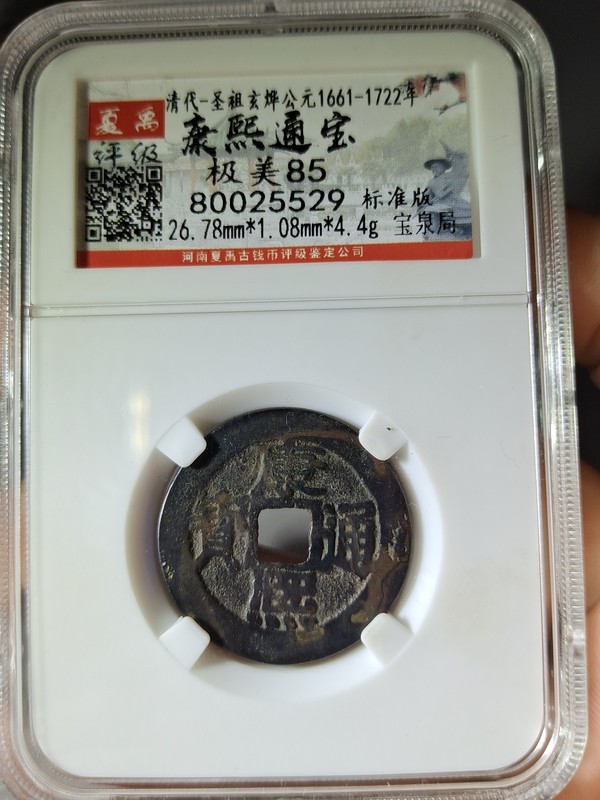 清代-圣祖玄烨公元1661-1722年
夏禹
评级
康熙通宝
极美85
80025529 标准版
26.78mm*1.08mm*4.4g 宝泉局
河南夏禹古钱币评级鉴定公司
康熙通寶